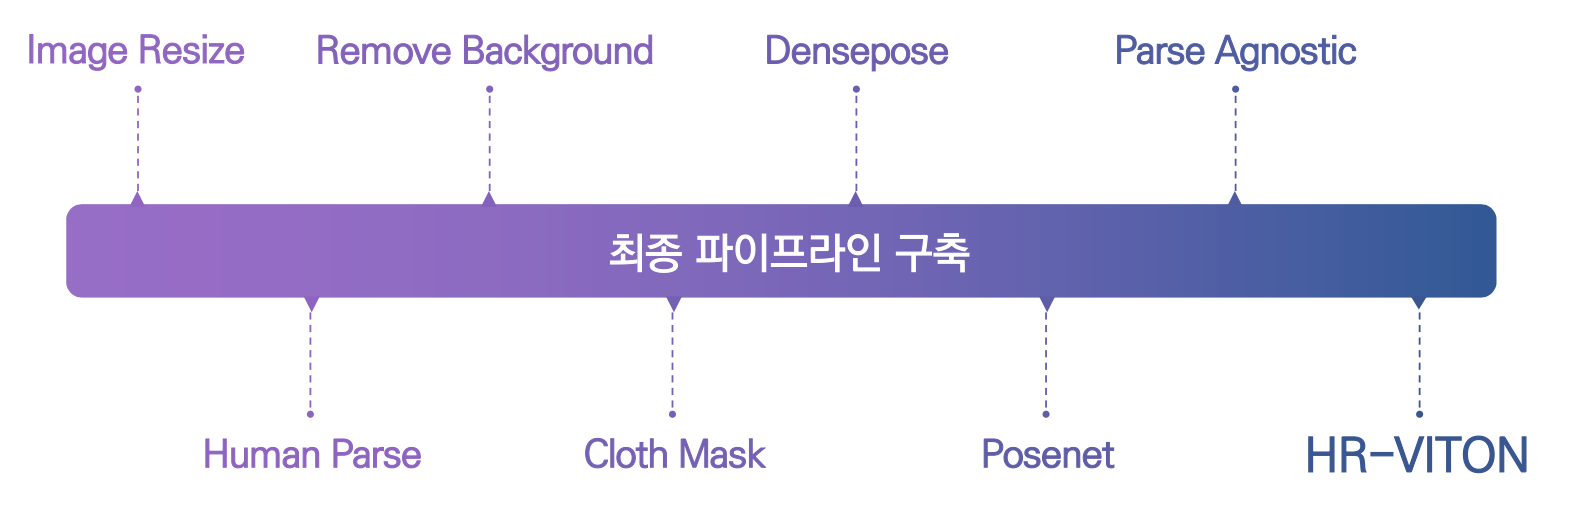 Image Resize
Remove Background
Densepose
Parse Agnostic
최종 파이프라인 구축
Human Parse
Cloth Mask
Posenet
HR-VITON